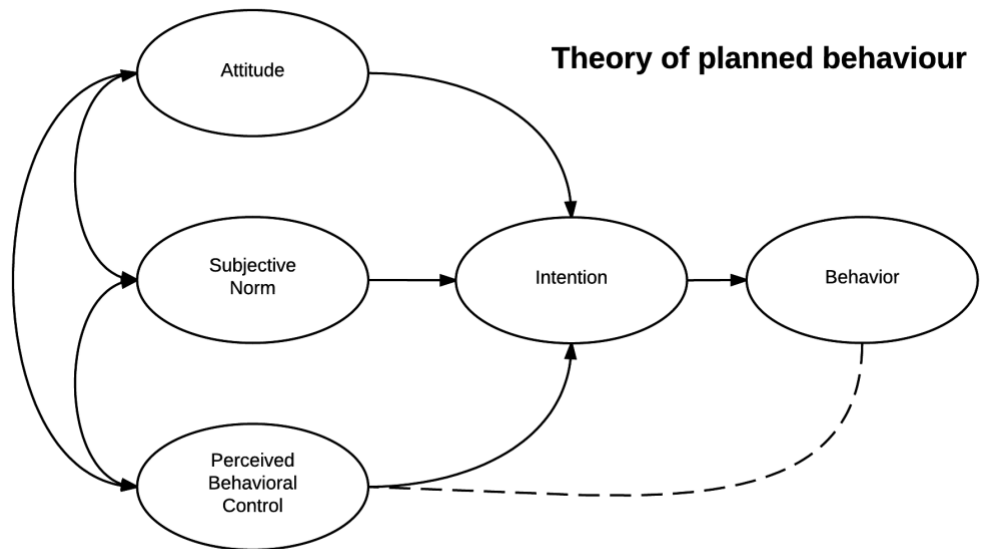 Theory of planned behaviour
Attitude
Subjective
Norm
Intention
Behavior
Perceived
Behavioral
Control